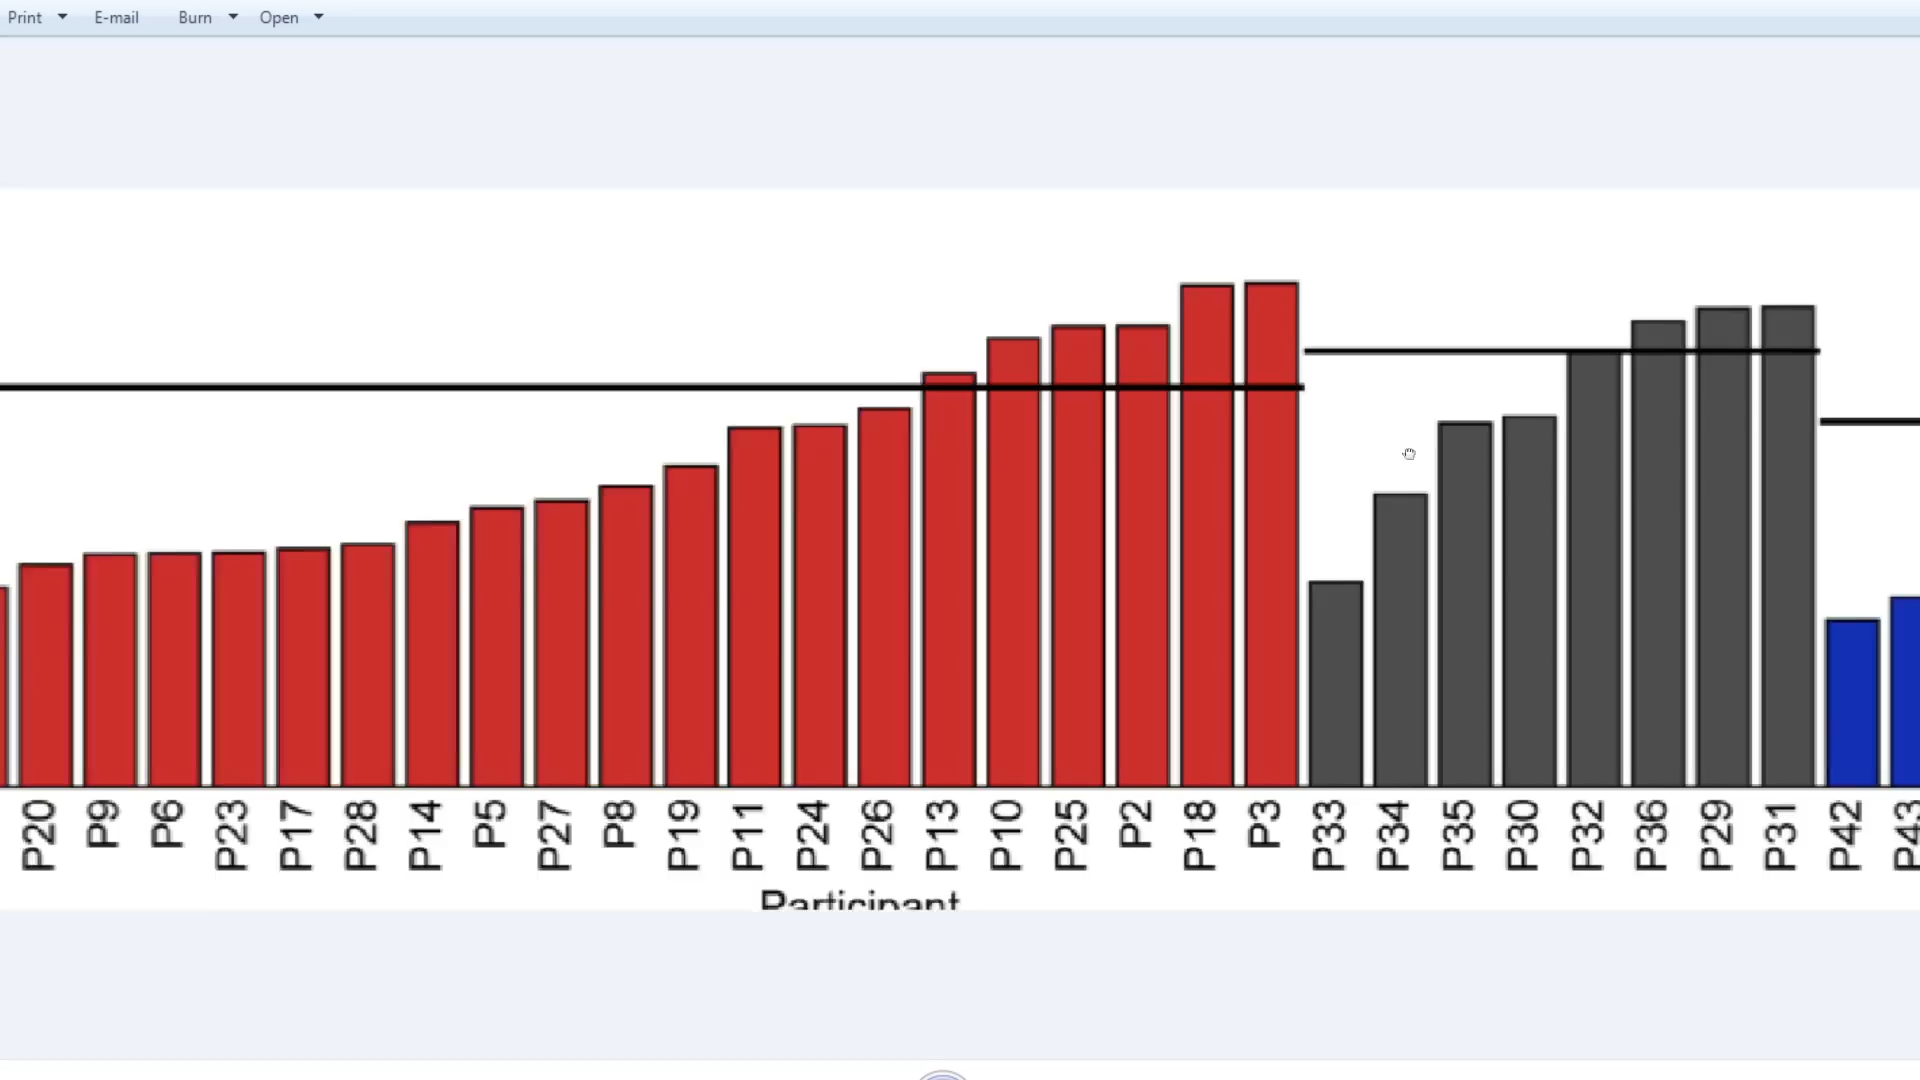 Print E-mail Burn Open
P20 P9 P6 P23 P17 P28 P14 P5 P27 P8 P19 P11 P24 P26 P13 P10 P25 P2 P18 P3 P33 P34 P35 P30 P32 P36 P29 P31 P42 P43
Participant